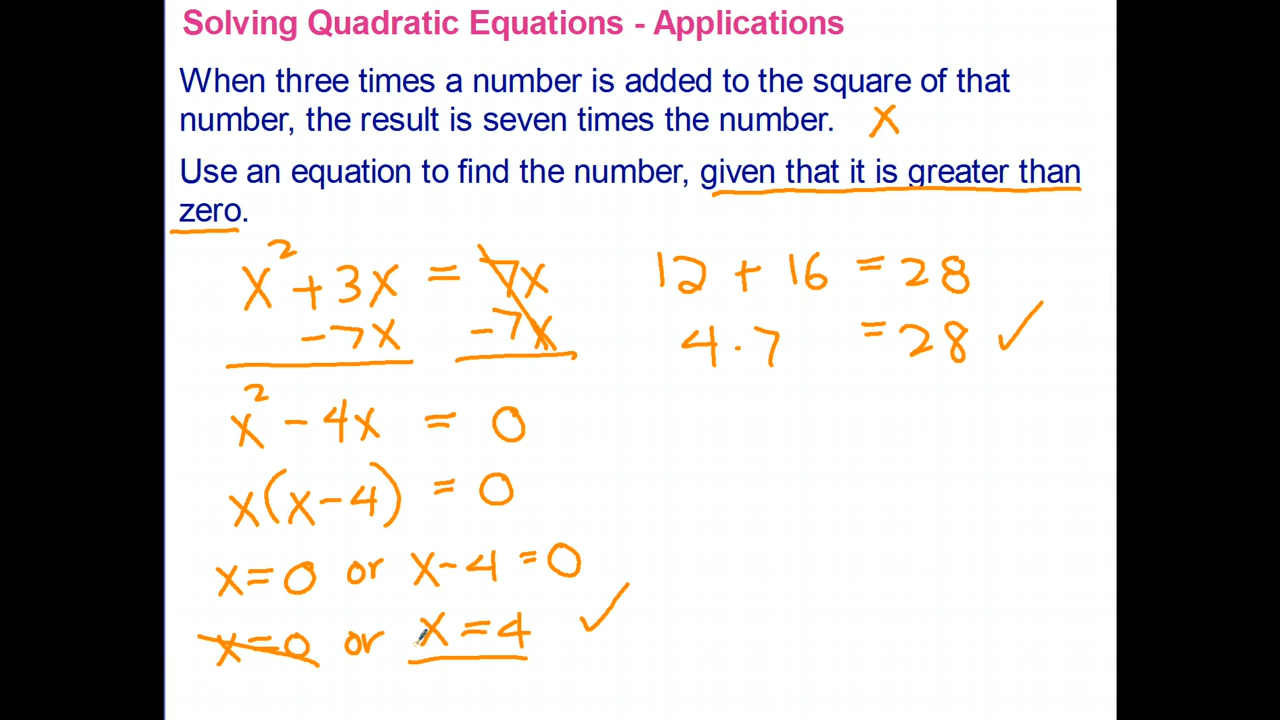 Solving Quadratic Equations - Applications
When three times a number is added to the square of that
number, the result is seven times the number. x
Use an equation to find the number, given that it is greater than
zero.
x² + 3x = 7x
- 7x - 7x
x² - 4x = 0
x(x - 4) = 0
x = 0 or x - 4 = 0
x = 0 or x = 4 ✓
12 + 16 = 28
4 · 7 = 28 ✓